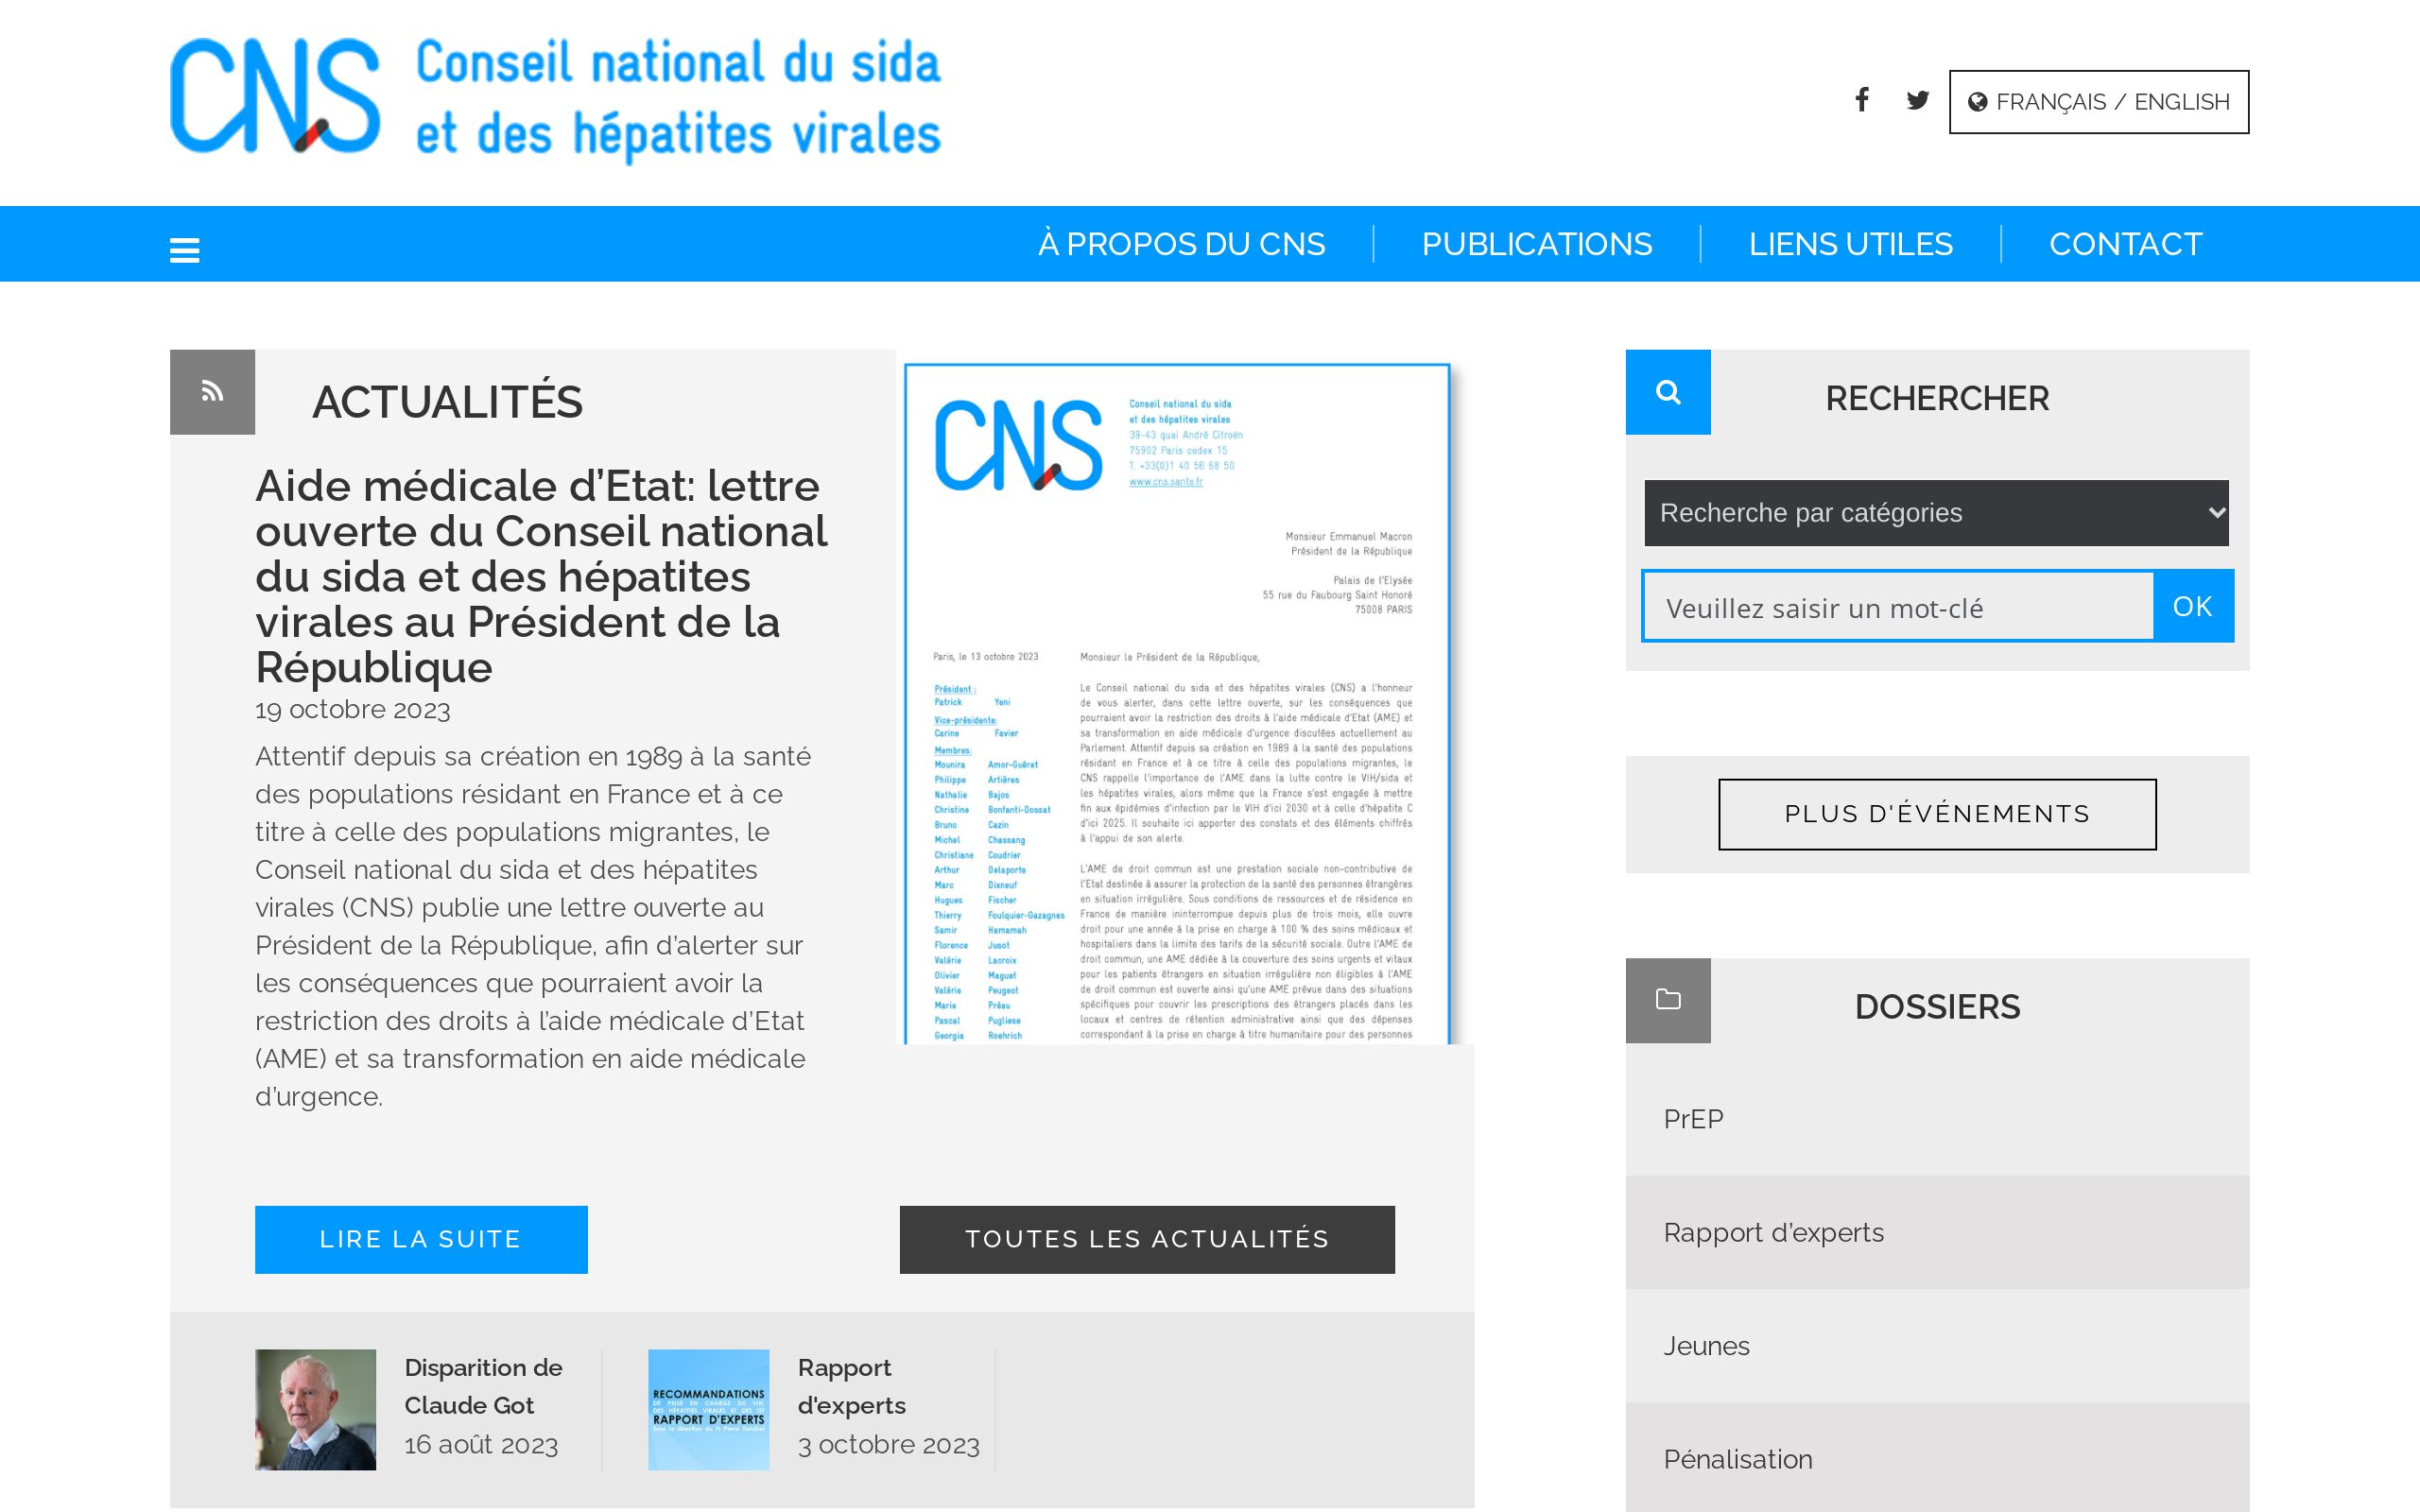 CNS
Conseil national du sida
et des hépatites virales
FRANÇAIS / ENGLISH
À PROPOS DU CNS
PUBLICATIONS
LIENS UTILES
CONTACT
ACTUALITÉS
Aide médicale d’Etat: lettre
ouverte du Conseil national
du sida et des hépatites
virales au Président de la
République
19 octobre 2023
Attentif depuis sa création en 1989 à la santé
des populations résidant en France et à ce
titre à celle des populations migrantes, le
Conseil national du sida et des hépatites
virales (CNS) publie une lettre ouverte au
Président de la République, afin d’alerter sur
les conséquences que pourraient avoir la
restriction des droits à l’aide médicale d’Etat
(AME) et sa transformation en aide médicale
d’urgence.
LIRE LA SUITE
TOUTES LES ACTUALITÉS
CNS
Conseil national du sida
et des hépatites virales
39-43 quai André Citroën
75902 Paris cedex 15
T. +33(0)1 40 56 68 50
www.cns.sante.fr
Monsieur Emmanuel Macron
Président de la République
Palais de l'Elysée
55 rue du Faubourg Saint Honoré
75008 PARIS
Paris, le 13 octobre 2023
Président :
Patrick Yeni
Vice-présidente:
Carine Favier
Membres:
Mounira Amor-Guéret
Philippe Artières
Nathalie Bajos
Christine Bonfanti-Dossat
Bruno Cazin
Michel Chassang
Christiane Coudrier
Arthur Delaporte
Marc Dixneuf
Hugues Fischer
Thierry Foulquier-Gazagnes
Samir Hamamah
Florence Jusot
Valérie Lacroix
Olivier Maguet
Valérie Peugeot
Marie Préau
Pascal Pugliese
Georgia Roehrich
Monsieur le Président de la République,
Le Conseil national du sida et des hépatites virales (CNS) a l'honneur
de vous alerter, dans cette lettre ouverte, sur les conséquences que
pourraient avoir la restriction des droits à l'aide médicale d'Etat (AME) et
sa transformation en aide médicale d'urgence discutées actuellement au
Parlement. Attentif depuis sa création en 1989 à la santé des populations
résidant en France et à ce titre à celle des populations migrantes, le
CNS rappelle l'importance de l'AME dans la lutte contre le VIH/sida et
les hépatites virales, alors même que la France s'est engagée à mettre
fin aux épidémies d'infection par le VIH d'ici 2030 et à celle d'hépatite C
d'ici 2025. Il souhaite ici apporter des constats et des éléments chiffrés
à l'appui de son alerte.
L'AME de droit commun est une prestation sociale non-contributive de
l'Etat destinée à assurer la protection de la santé des personnes étrangères
en situation irrégulière. Sous conditions de ressources et de résidence en
France de manière ininterrompue depuis plus de trois mois, elle ouvre
droit pour une année à la prise en charge à 100 % des soins médicaux et
hospitaliers dans la limite des tarifs de la sécurité sociale. Outre l'AME de
droit commun, une AME dédiée à la couverture des soins urgents et vitaux
pour les patients étrangers en situation irrégulière non éligibles à l'AME
de droit commun est ouverte ainsi qu'une AME prévue dans des situations
spécifiques pour couvrir les prescriptions des étrangers placés dans les
locaux et centres de rétention administrative ainsi que des dépenses
correspondant à la prise en charge à titre humanitaire pour des personnes
Disparition de
Claude Got
16 août 2023
RECOMMANDATIONS
DE PRISE EN CHARGE DU VIH,
DES HÉPATITES VIRALES ET DES IST
RAPPORT D'EXPERTS
Rapport
d'experts
3 octobre 2023
RECHERCHER
Recherche par catégories
Veuillez saisir un mot-clé
OK
PLUS D'ÉVÉNEMENTS
DOSSIERS
PrEP
Rapport d’experts
Jeunes
Pénalisation